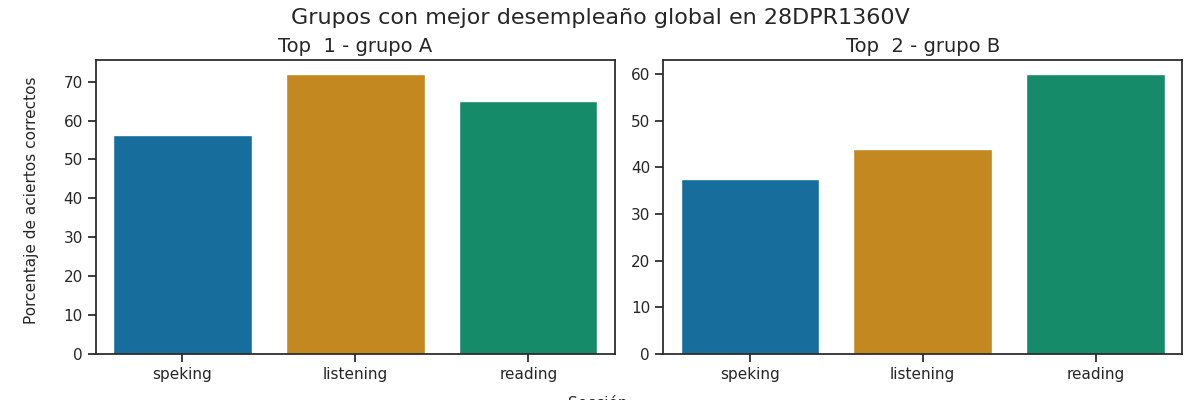 Grupos con mejor desempleaño global en 28DPR1360V
Top  1 - grupo A
Top  2 - grupo B
Porcentaje de aciertos correctos
70
60
50
40
30
20
10
0
speking
listening
reading
60
50
40
30
20
10
0
speking
listening
reading
Sección